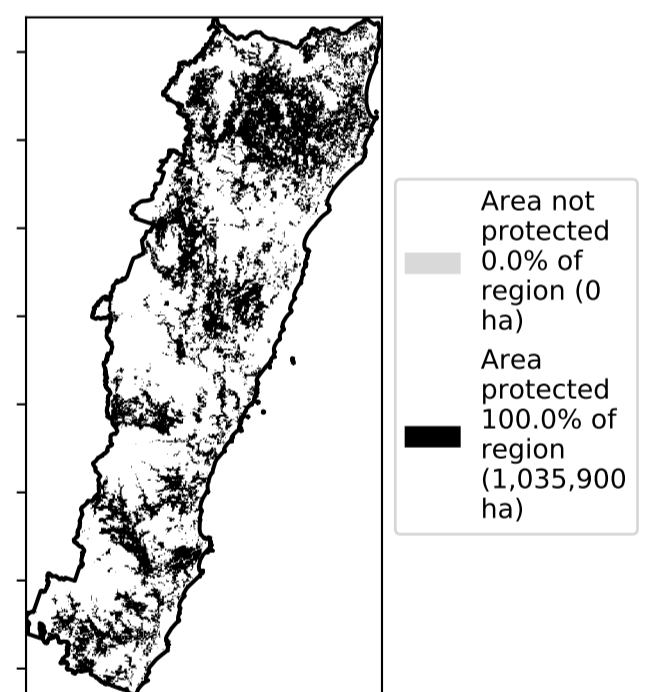 Area not
protected
0.0% of
region (0
ha)
Area
protected
100.0% of
region
(1,035,900
ha)